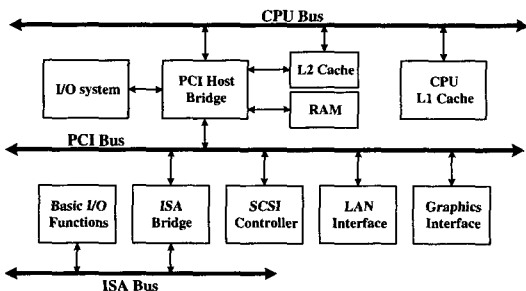 CPU Bus
I/O system
PCI Host
Bridge
L2 Cache
RAM
CPU
L1 Cache
PCI Bus
Basic I/O
Functions
ISA
Bridge
SCSI
Controller
LAN
Interface
Graphics
Interface
ISA Bus